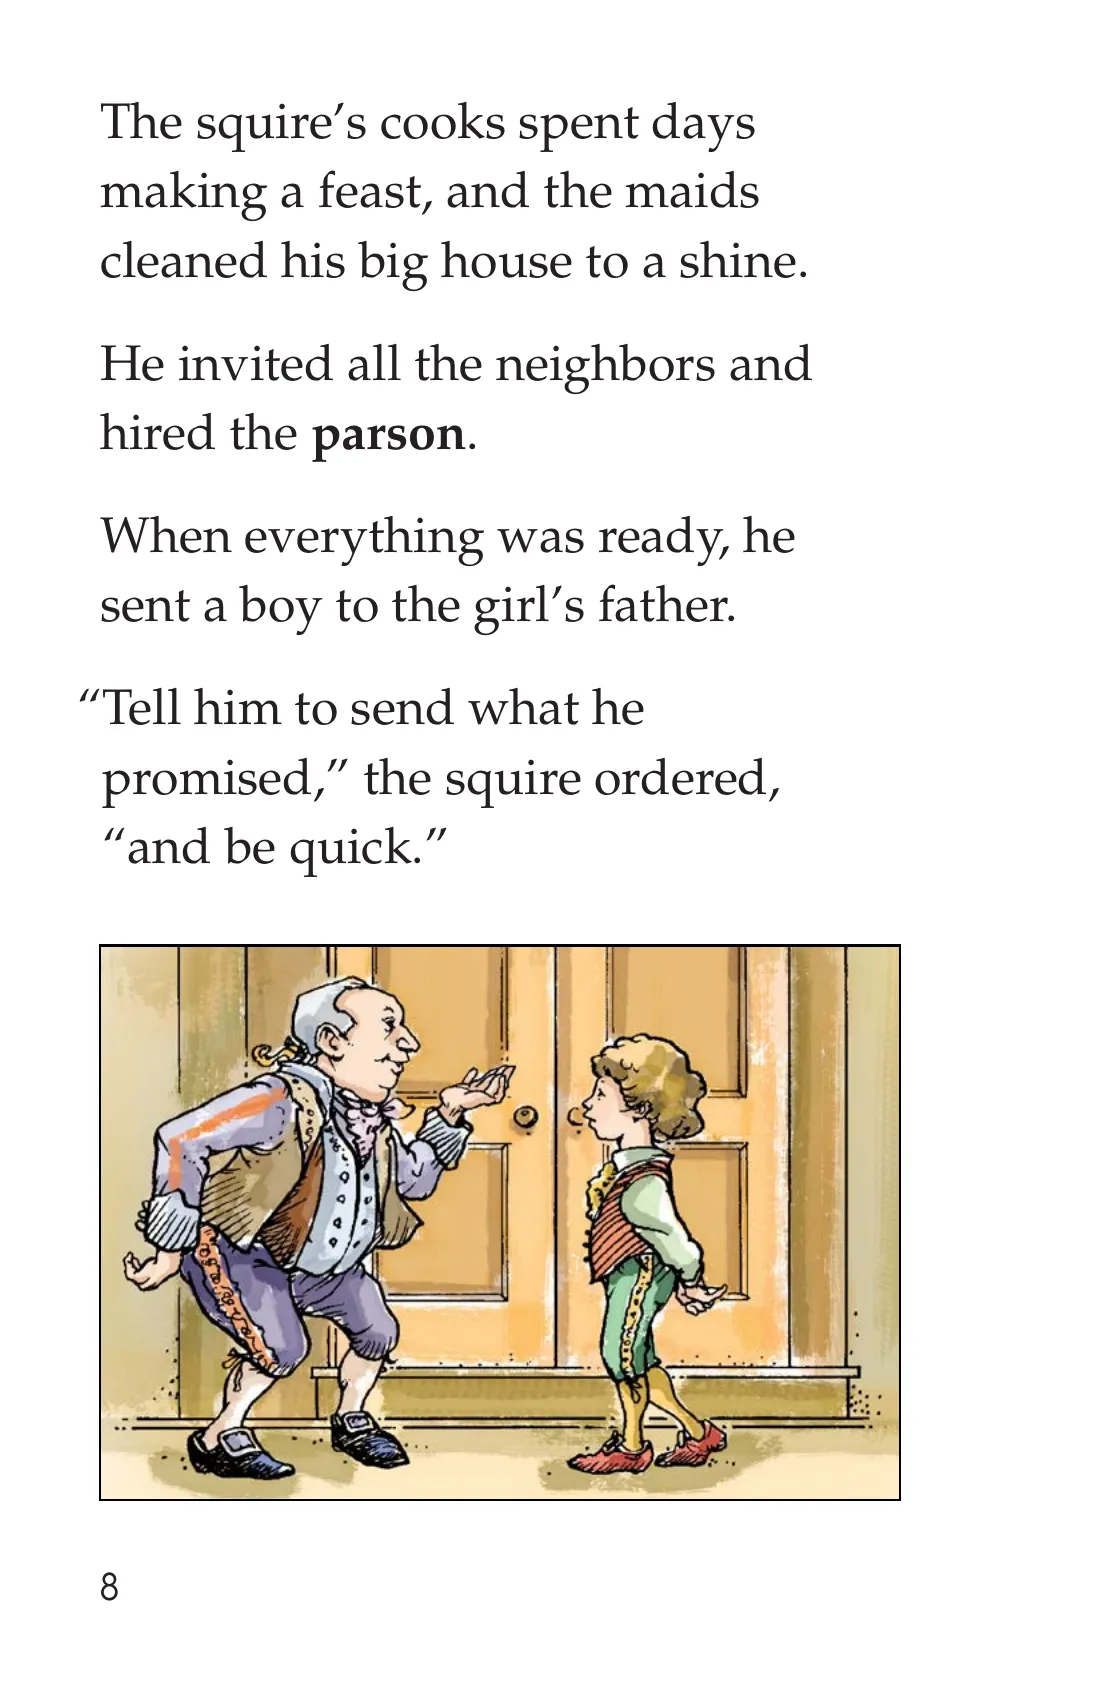 The squire’s cooks spent days
making a feast, and the maids
cleaned his big house to a shine.
He invited all the neighbors and
hired the parson.
When everything was ready, he
sent a boy to the girl’s father.
“Tell him to send what he
promised,” the squire ordered,
“and be quick.”
8